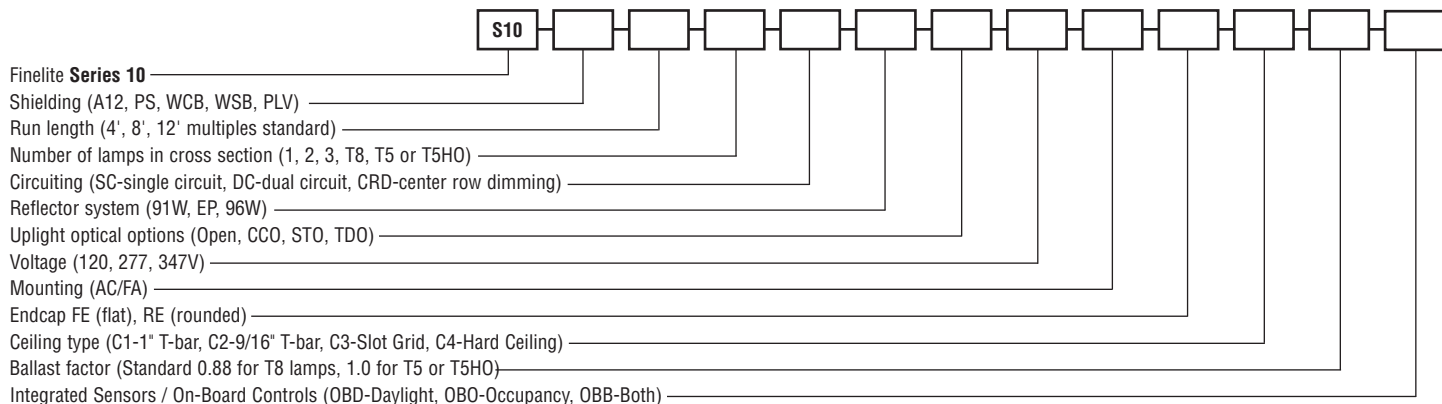 S10
Finelite Series 10
Shielding (A12, PS, WCB, WSB, PLV)
Run length (4', 8', 12' multiples standard)
Number of lamps in cross section (1, 2, 3, T8, T5 or T5HO)
Circuiting (SC-single circuit, DC-dual circuit, CRD-center row dimming)
Reflector system (91W, EP, 96W)
Uplight optical options (Open, CCO, STO, TDO)
Voltage (120, 277, 347V)
Mounting (AC/FA)
Endcap FE (flat), RE (rounded)
Ceiling type (C1-1" T-bar, C2-9/16" T-bar, C3-Slot Grid, C4-Hard Ceiling)
Ballast factor (Standard 0.88 for T8 lamps, 1.0 for T5 or T5HO)
Integrated Sensors / On-Board Controls (OBD-Daylight, OBO-Occupancy, OBB-Both)